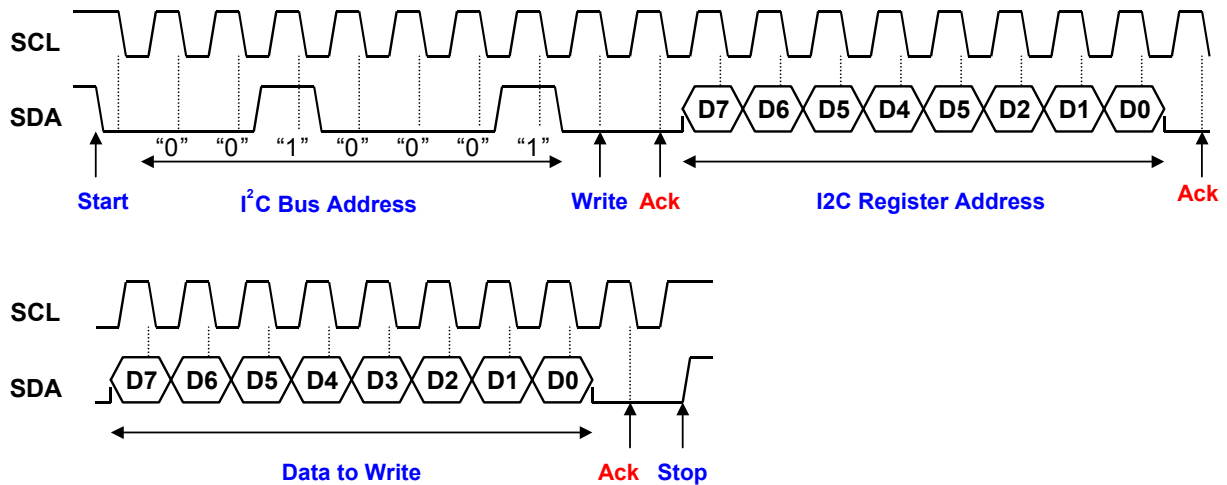 SCL
SDA
D7 D6 D5 D4 D5 D2 D1 D0
“0” “0” “1” “0” “0” “0” “1”
Start I²C Bus Address Write Ack I2C Register Address Ack
SCL
SDA
D7 D6 D5 D4 D3 D2 D1 D0
Data to Write Ack Stop